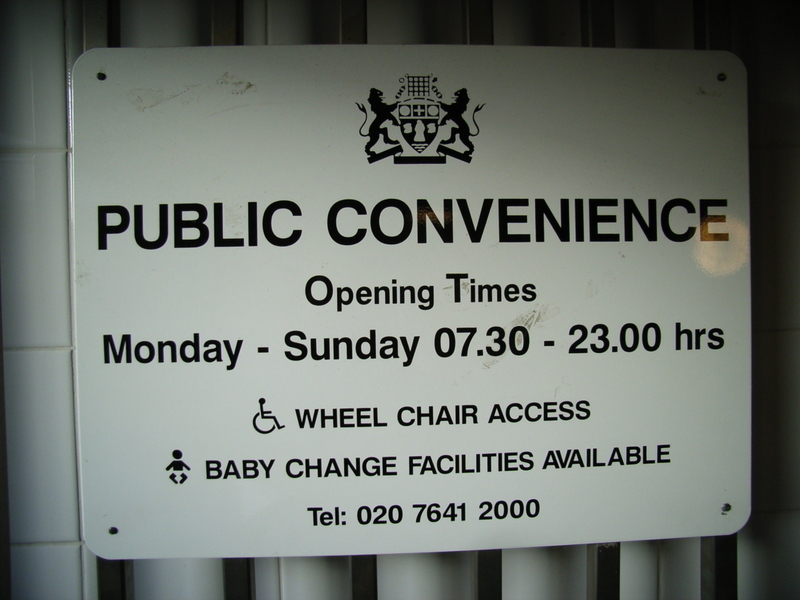 PUBLIC CONVENIENCE
Opening Times
Monday - Sunday 07.30 - 23.00 hrs
WHEEL CHAIR ACCESS
BABY CHANGE FACILITIES AVAILABLE
Tel: 020 7641 2000